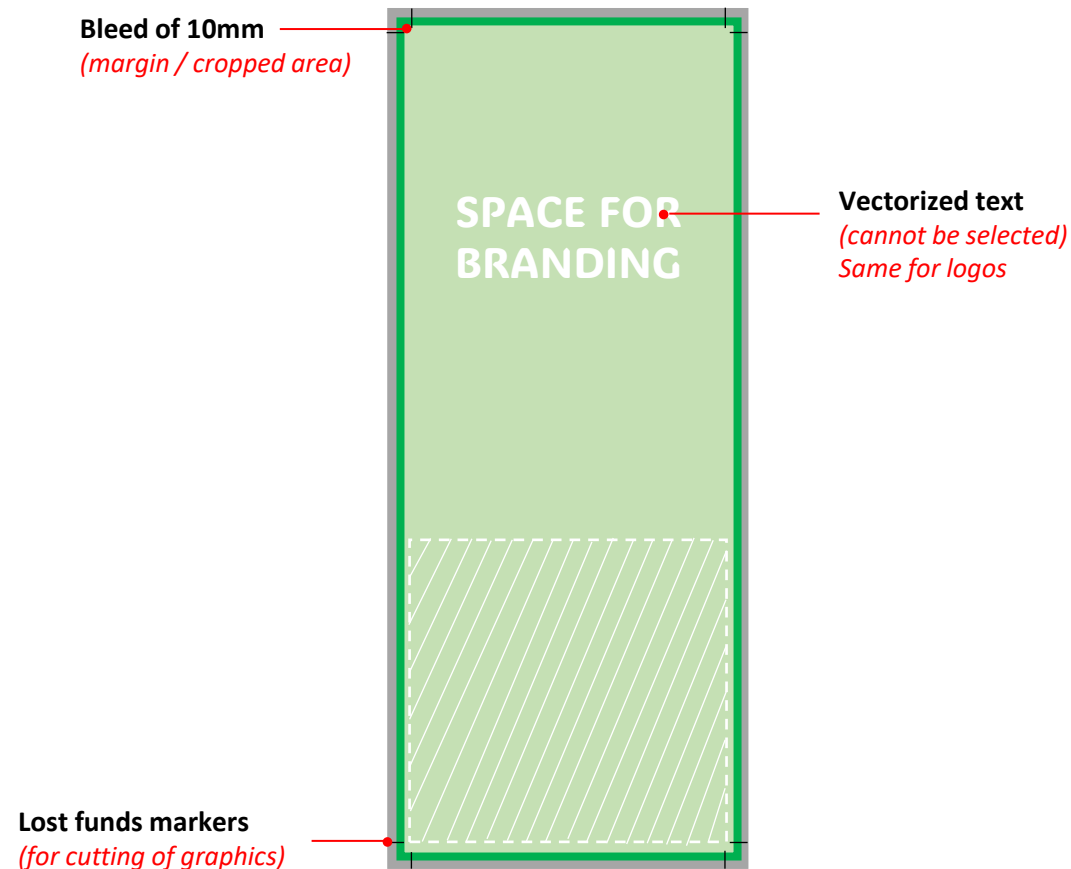 Bleed of 10mm
(margin / cropped area)
SPACE FOR
BRANDING
Vectorized text
(cannot be selected)
Same for logos
Lost funds markers
(for cutting of graphics)